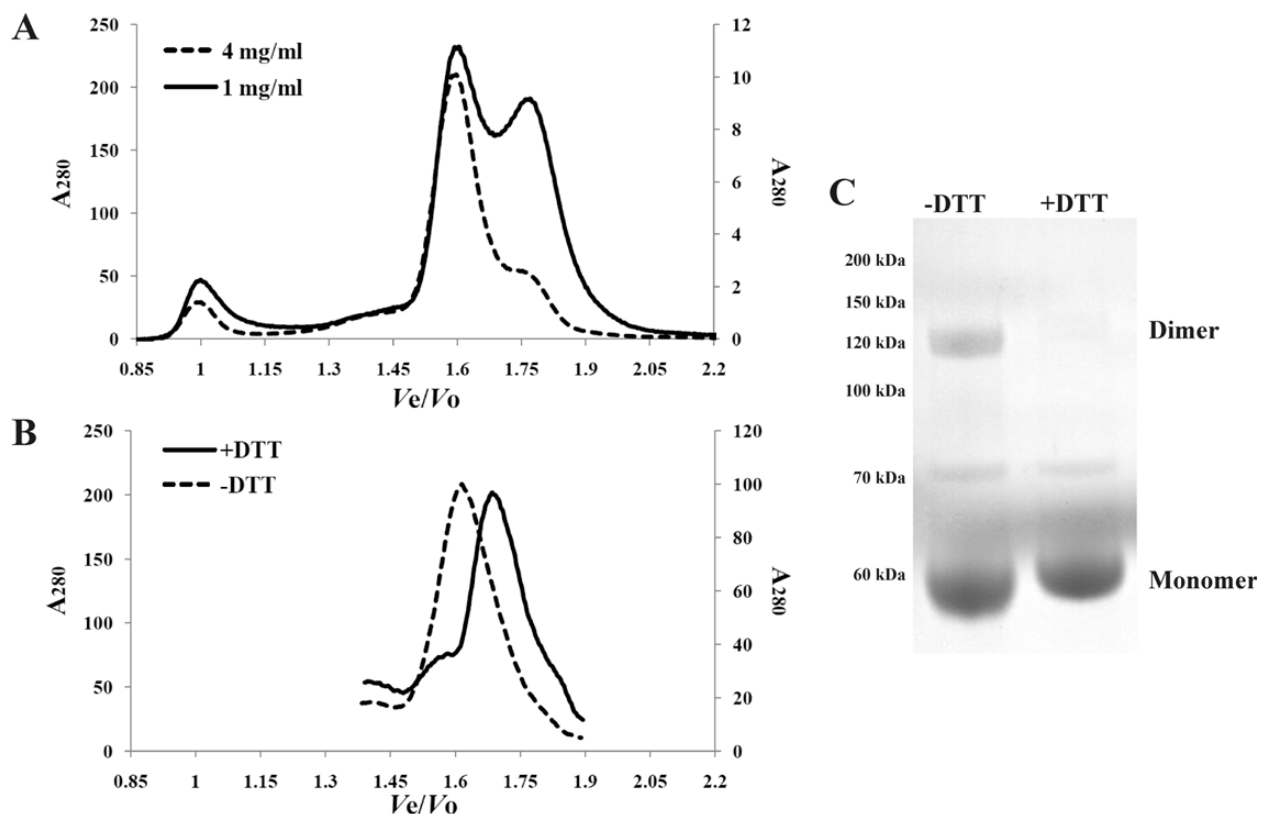 A
250
200
150
100
50
0
A280
4 mg/ml
1 mg/ml
12
10
8
6
4
2
0
A280
0.85 1 1.15 1.3 1.45 1.6 1.75 1.9 2.05 2.2
Ve/Vo
B
250
200
150
100
50
0
A280
+DTT
-DTT
120
100
80
60
40
20
0
A280
0.85 1 1.15 1.3 1.45 1.6 1.75 1.9 2.05 2.2
Ve/Vo
C
-DTT +DTT
200 kDa
150 kDa
120 kDa
100 kDa
70 kDa
60 kDa
Dimer
Monomer